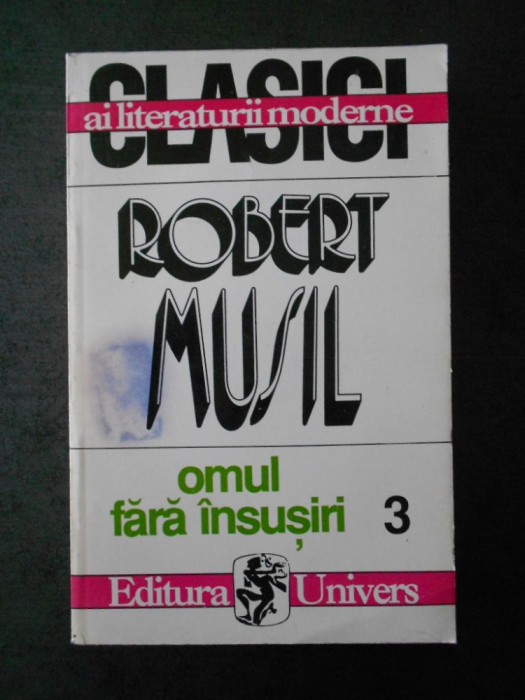 CLASICI
ai literaturii moderne
ROBERT
MUSIL
omul
fără însușiri 3
Editura Univers